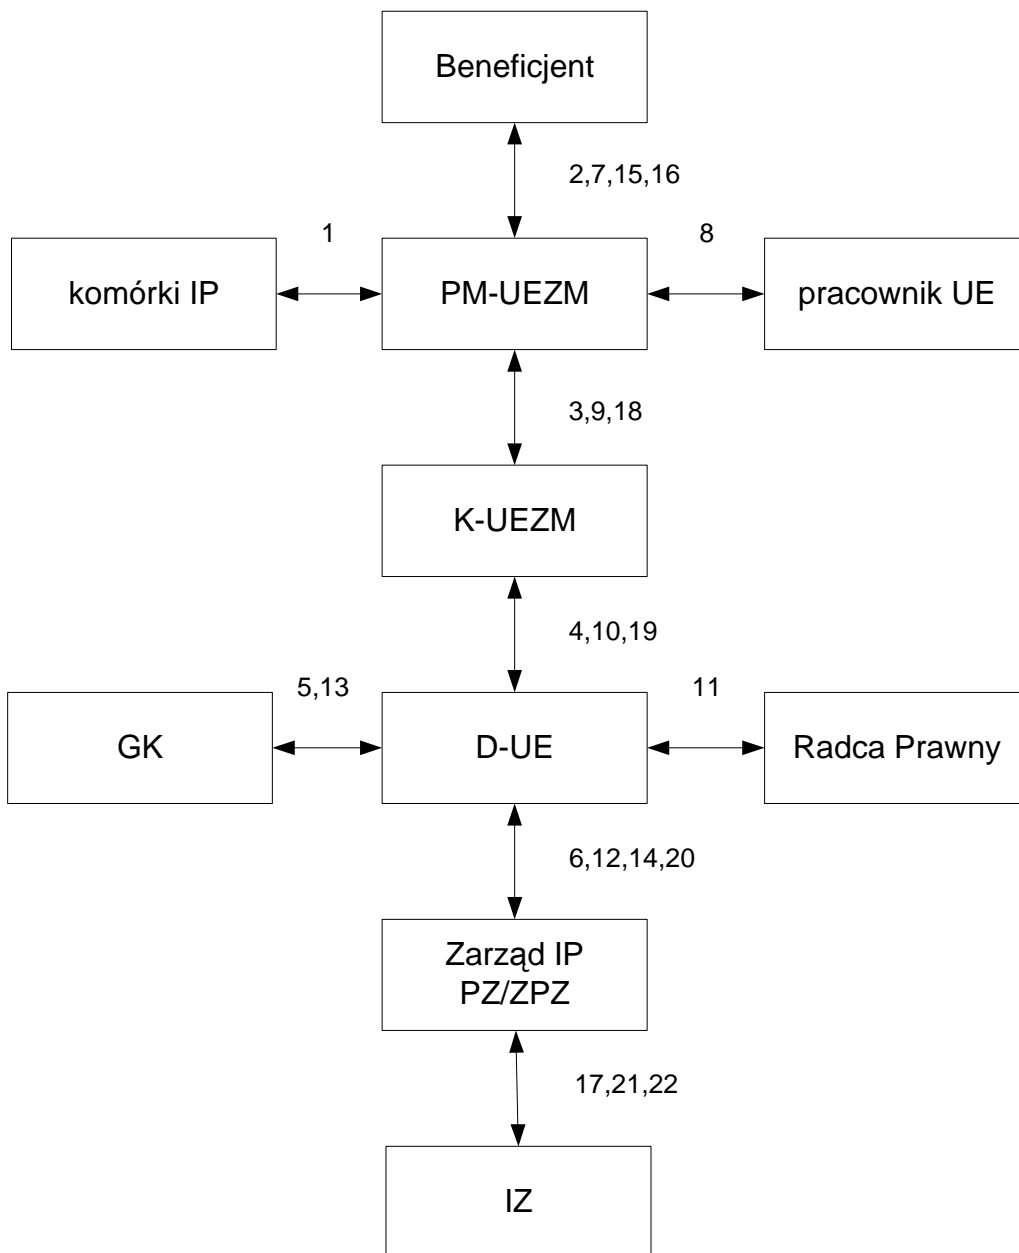 Beneficjent
2,7,15,16
1
8
komórki IP
PM-UEZM
pracownik UE
3,9,18
K-UEZM
4,10,19
5,13
11
GK
D-UE
Radca Prawny
6,12,14,20
Zarząd IP
PZ/ZPZ
17,21,22
IZ